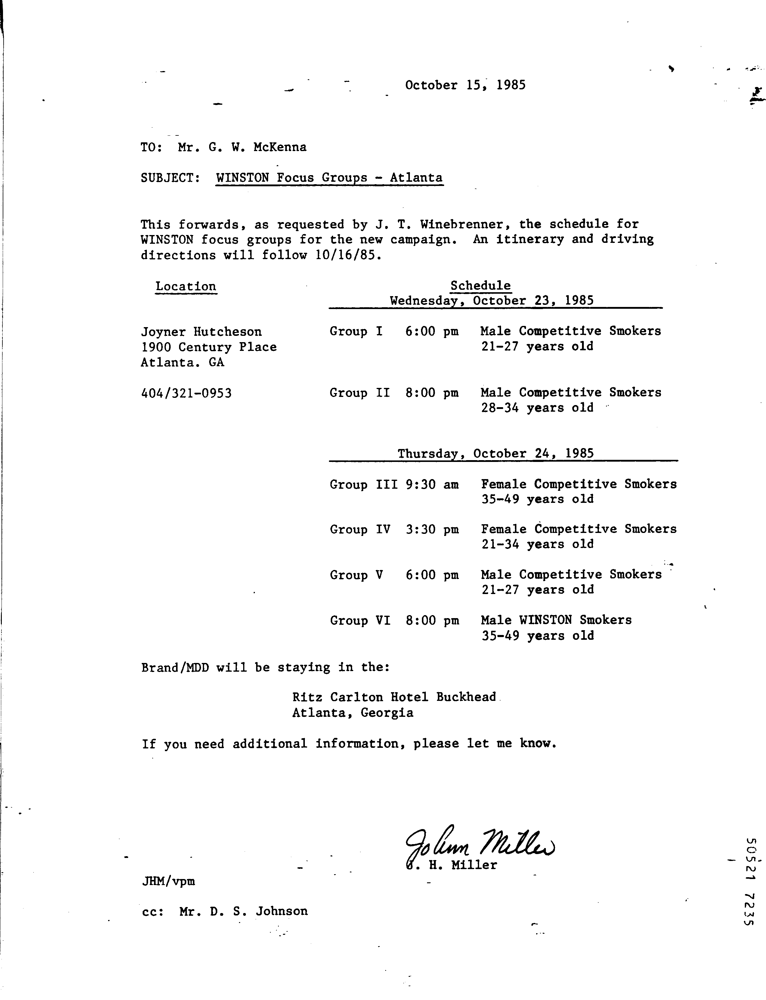 October 15, 1985
TO: Mr. G. W. McKenna
SUBJECT: WINSTON Focus Groups - Atlanta
This forwards, as requested by J. T. Winebrenner, the schedule for
WINSTON focus groups for the new campaign. An itinerary and driving
directions will follow 10/16/85.
Location Schedule
Wednesday, October 23, 1985
Joyner Hutcheson Group I 6:00 pm Male Competitive Smokers
1900 Century Place 21-27 years old
Atlanta. GA
404/321-0953 Group II 8:00 pm Male Competitive Smokers
28-34 years old
Thursday, October 24, 1985
Group III 9:30 am Female Competitive Smokers
35-49 years old
Group IV 3:30 pm Female Competitive Smokers
21-34 years old
Group V 6:00 pm Male Competitive Smokers
21-27 years old
Group VI 8:00 pm Male WINSTON Smokers
35-49 years old
Brand/MDD will be staying in the:
Ritz Carlton Hotel Buckhead
Atlanta, Georgia
If you need additional information, please let me know.
JoAnn Miller
J. H. Miller
JHM/vpm
cc: Mr. D. S. Johnson
50521 7235